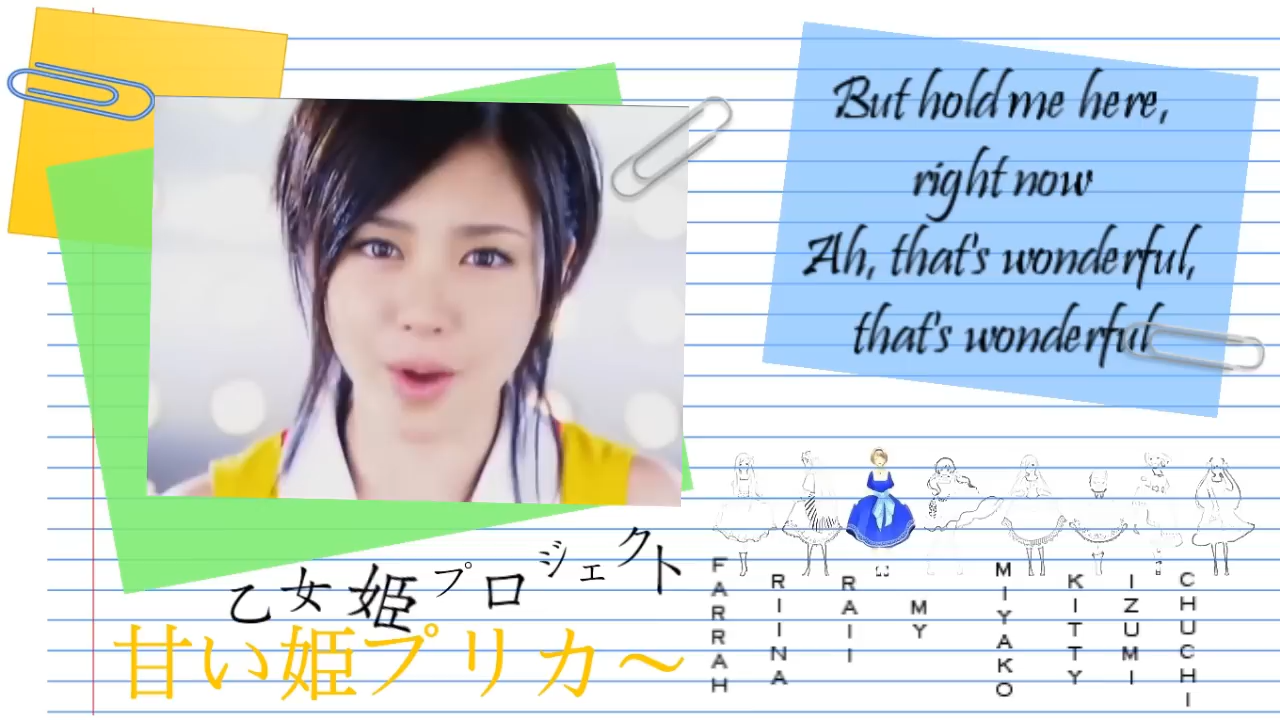 But hold me here,
right now
Ah, that's wonderful,
that's wonderful
乙女姫プロジェクト
甘い姫プリカ～
FARRAH
RIINA
RAII
MY
MIYAKO
KITTY
IZUMI
CHUCHI